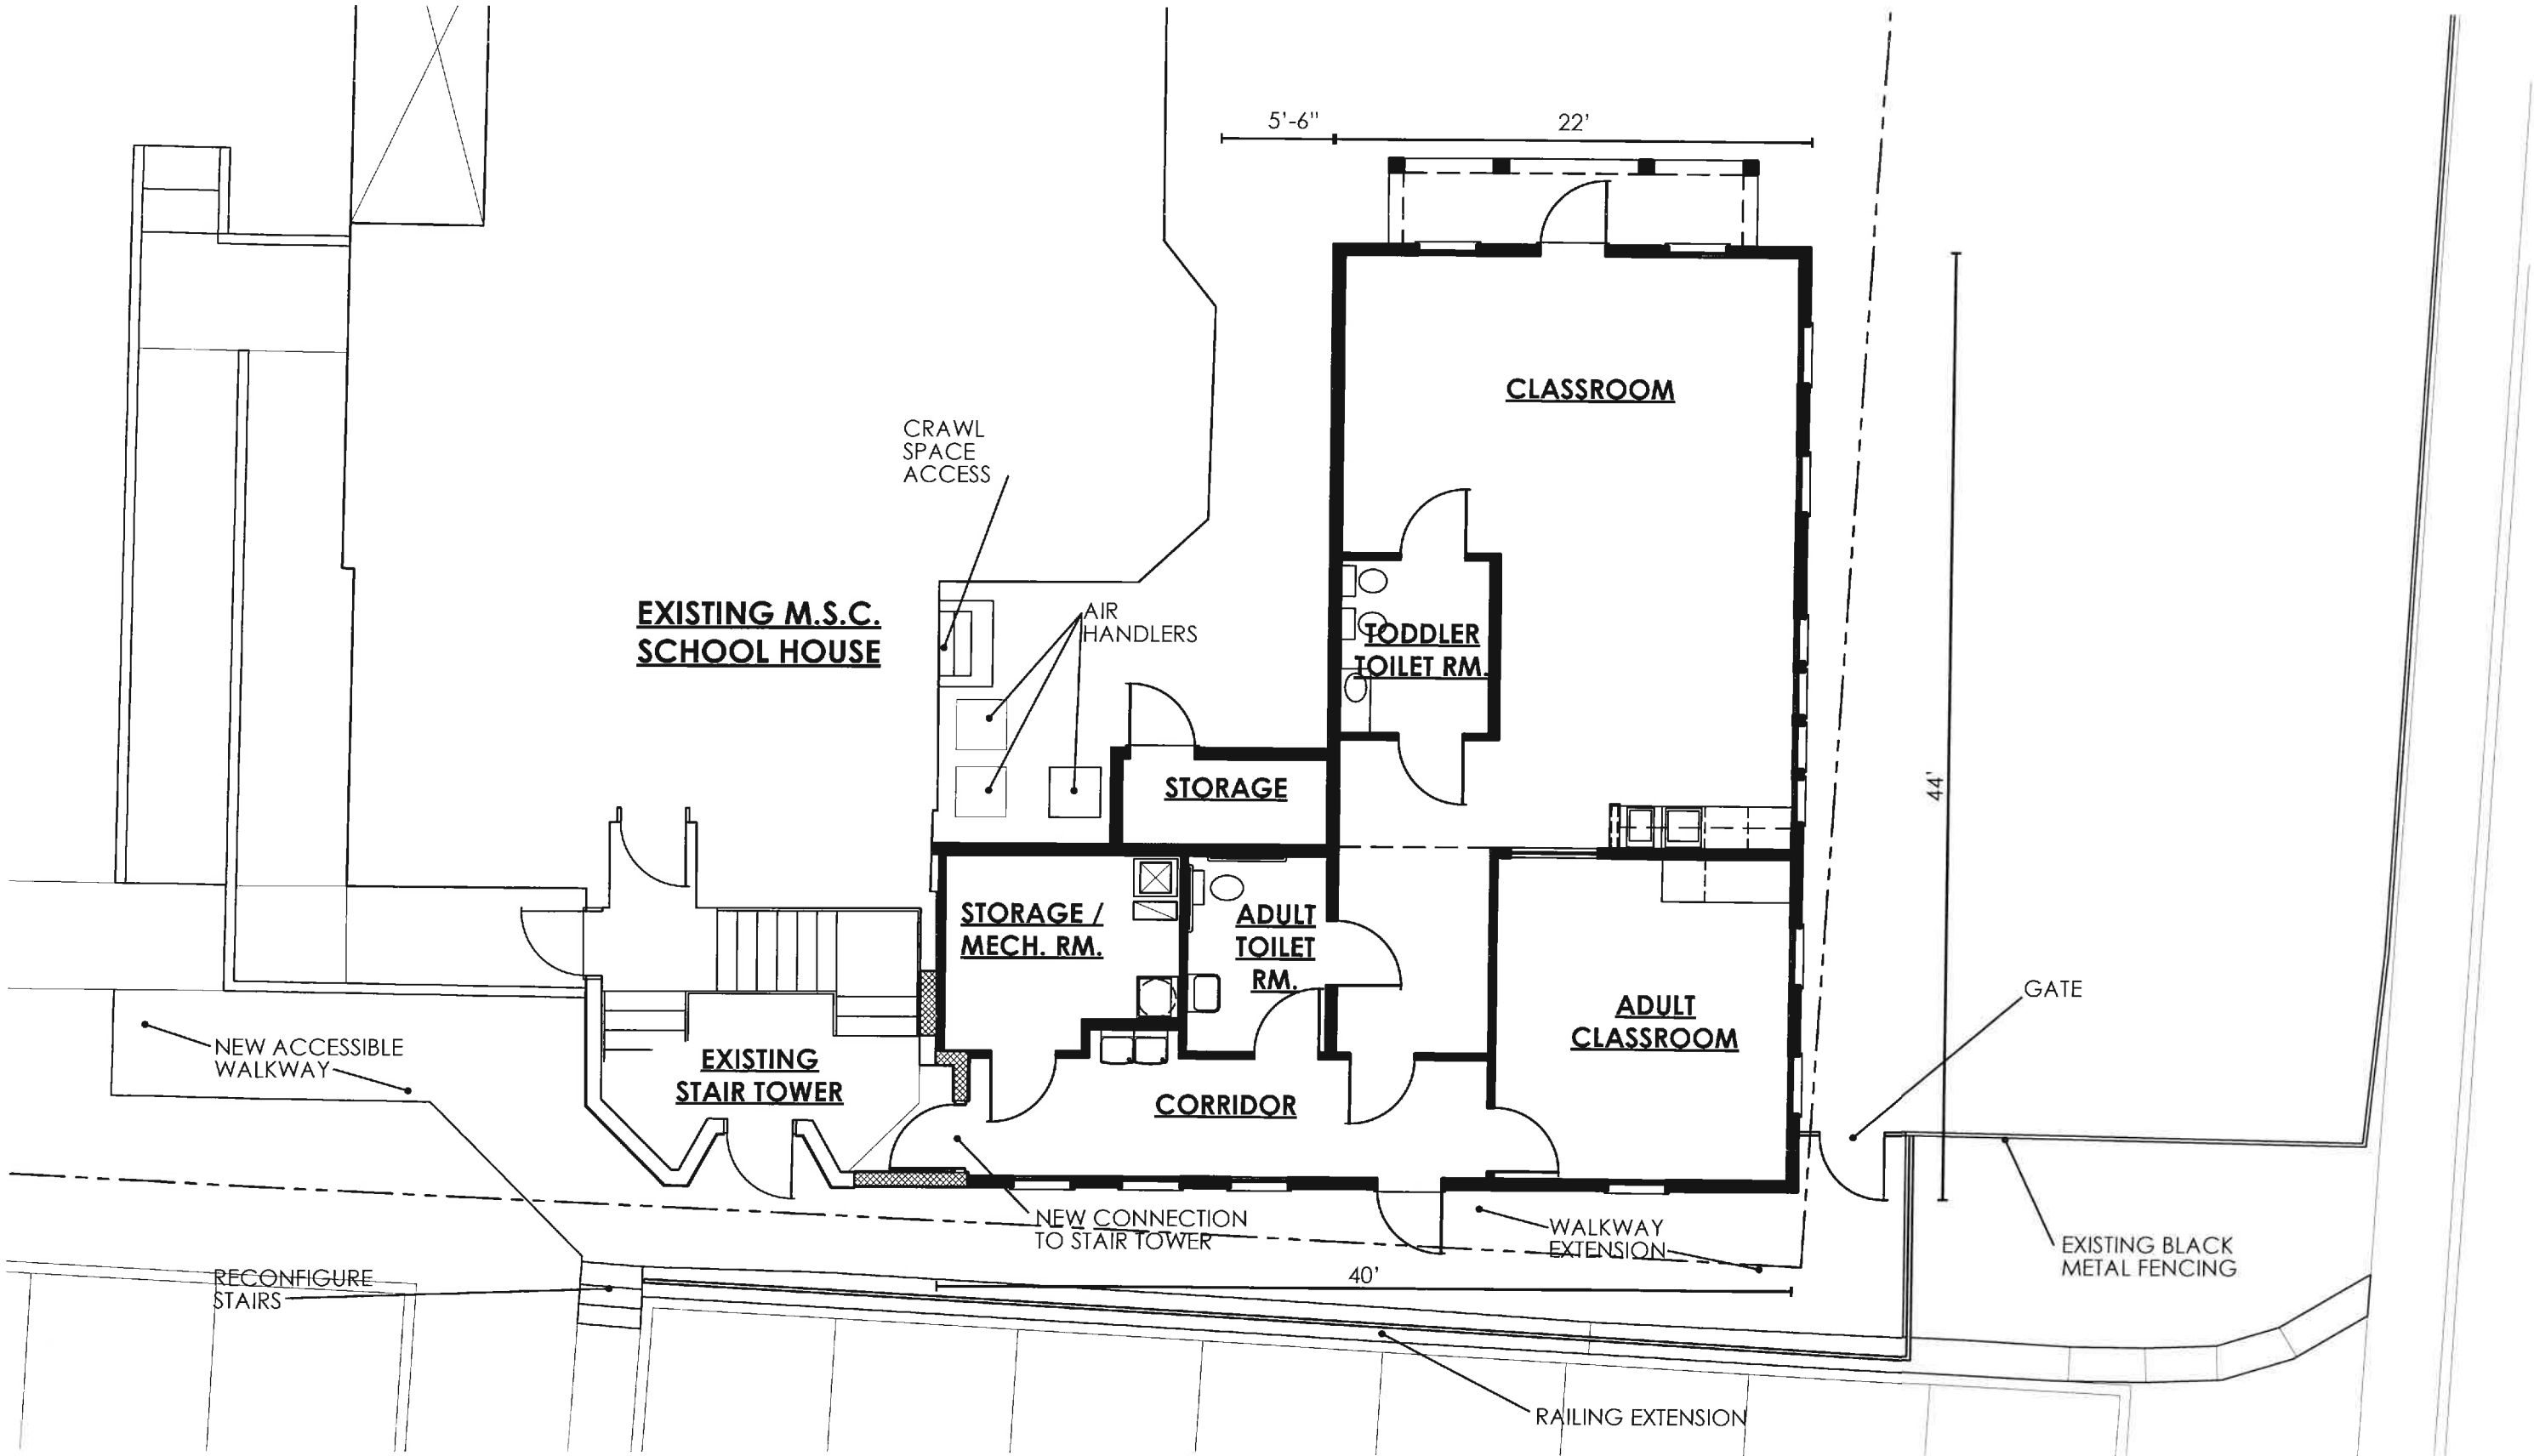 5'-6"
22'
CLASSROOM
CRAWL
SPACE
ACCESS
EXISTING M.S.C.
SCHOOL HOUSE
AIR
HANDLERS
TODDLER
TOILET RM.
STORAGE
44'
STORAGE /
MECH. RM.
ADULT
TOILET
RM.
ADULT
CLASSROOM
GATE
NEW ACCESSIBLE
WALKWAY
EXISTING
STAIR TOWER
CORRIDOR
NEW CONNECTION
TO STAIR TOWER
WALKWAY
EXTENSION
EXISTING BLACK
METAL FENCING
RECONFIGURE
STAIRS
40'
RAILING EXTENSION